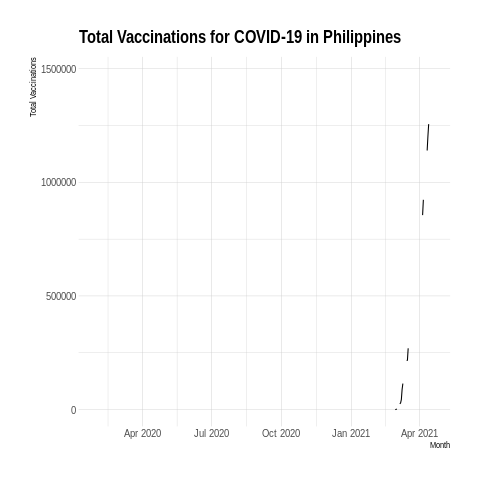 Total Vaccinations for COVID-19 in Philippines
Total Vaccinations
1500000
1000000
500000
0
Apr 2020 Jul 2020 Oct 2020 Jan 2021 Apr 2021
Month